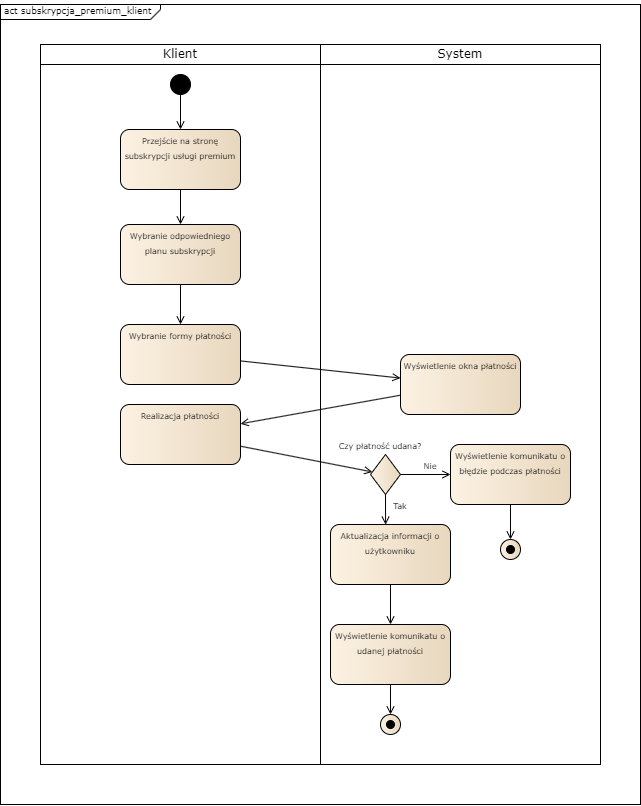 act subskrypcja_premium_klient
Klient
System
Przejście na stronę
subskrypcji usługi premium
Wybranie odpowiedniego
planu subskrypcji
Wybranie formy płatności
Wyświetlenie okna płatności
Realizacja płatności
Czy płatność udana?
Nie
Wyświetlenie komunikatu o
błędzie podczas płatności
Tak
Aktualizacja informacji o
użytkowniku
Wyświetlenie komunikatu o
udanej płatności